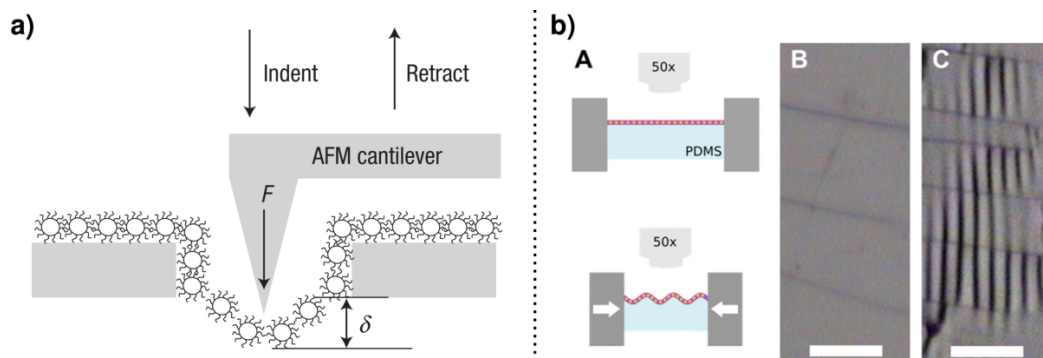 a)
Indent
Retract
AFM cantilever
F
δ
b)
A
50x
PDMS
50x
B
C